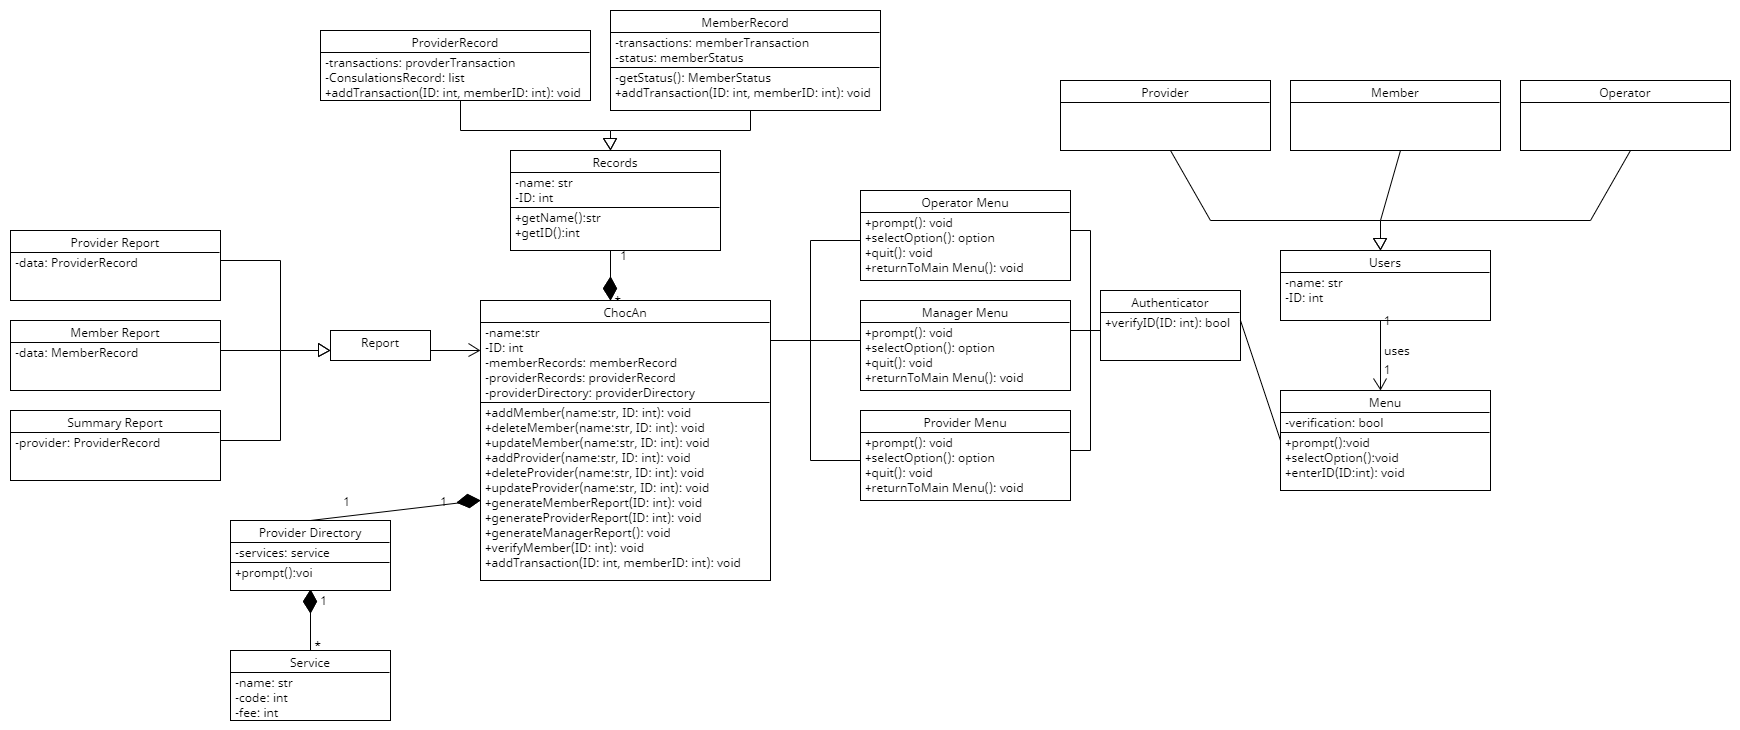 MemberRecord
-transactions: memberTransaction
-status: memberStatus
-getStatus(): MemberStatus
+addTransaction(ID: int, memberID: int): void
ProviderRecord
-transactions: provderTransaction
-ConsulationsRecord: list
+addTransaction(ID: int, memberID: int): void
Provider
Member
Operator
Records
-name: str
-ID: int
+getName():str
+getID():int
1
*
Operator Menu
+prompt(): void
+selectOption(): option
+quit(): void
+returnToMain Menu(): void
Provider Report
-data: ProviderRecord
Member Report
-data: MemberRecord
Summary Report
-provider: ProviderRecord
Report
ChocAn
-name:str
-ID: int
-memberRecords: memberRecord
-providerRecords: providerRecord
-providerDirectory: providerDirectory
+addMember(name:str, ID: int): void
+deleteMember(name:str, ID: int): void
+updateMember(name:str, ID: int): void
+addProvider(name:str, ID: int): void
+deleteProvider(name:str, ID: int): void
+updateProvider(name:str, ID: int): void
+generateMemberReport(ID: int): void
+generateProviderReport(ID: int): void
+generateManagerReport(): void
+verifyMember(ID: int): void
+addTransaction(ID: int, memberID: int): void
Manager Menu
+prompt(): void
+selectOption(): option
+quit(): void
+returnToMain Menu(): void
Provider Menu
+prompt(): void
+selectOption(): option
+quit(): void
+returnToMain Menu(): void
Authenticator
+verifyID(ID: int): bool
Users
-name: str
-ID: int
1
uses
1
Menu
-verification: bool
+prompt():void
+selectOption():void
+enterID(ID:int): void
1
1
Provider Directory
-services: service
+prompt():voi
1
*
Service
-name: str
-code: int
-fee: int